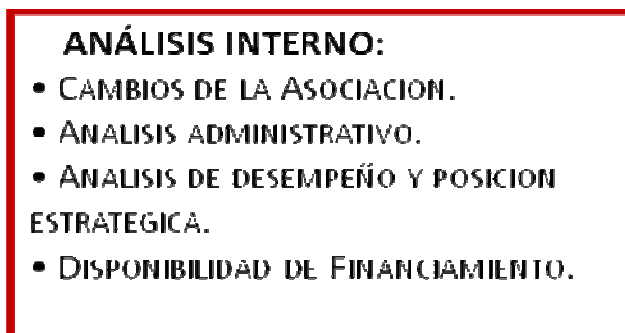 ANÁLISIS INTERNO:
• CAMBIOS DE LA ASOCIACION.
• ANALISIS ADMINISTRATIVO.
• ANALISIS DE DESEMPEÑO Y POSICION
ESTRATEGICA.
• DISPONIBILIDAD DE FINANCIAMIENTO.